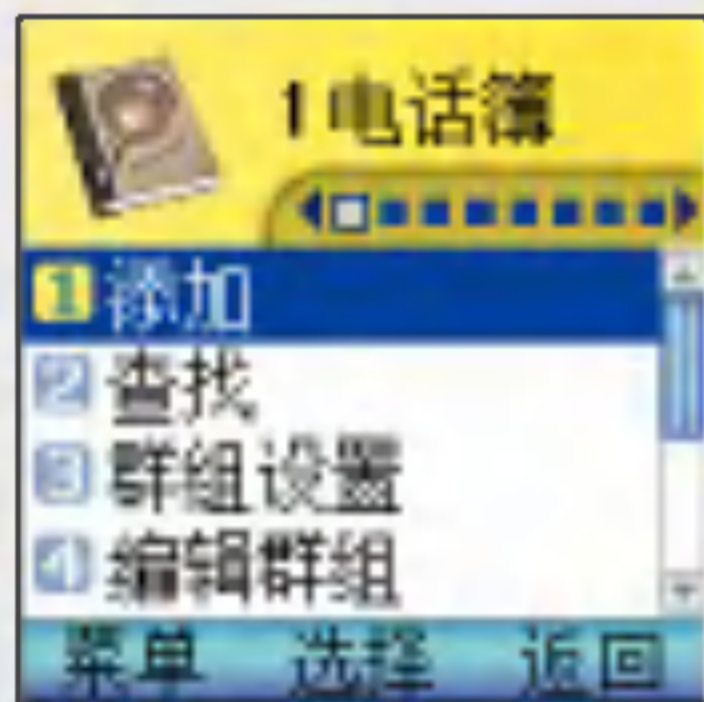 1 电话簿
1 添加
2 查找
3 群组设置
4 编辑群组
菜单 选择 返回